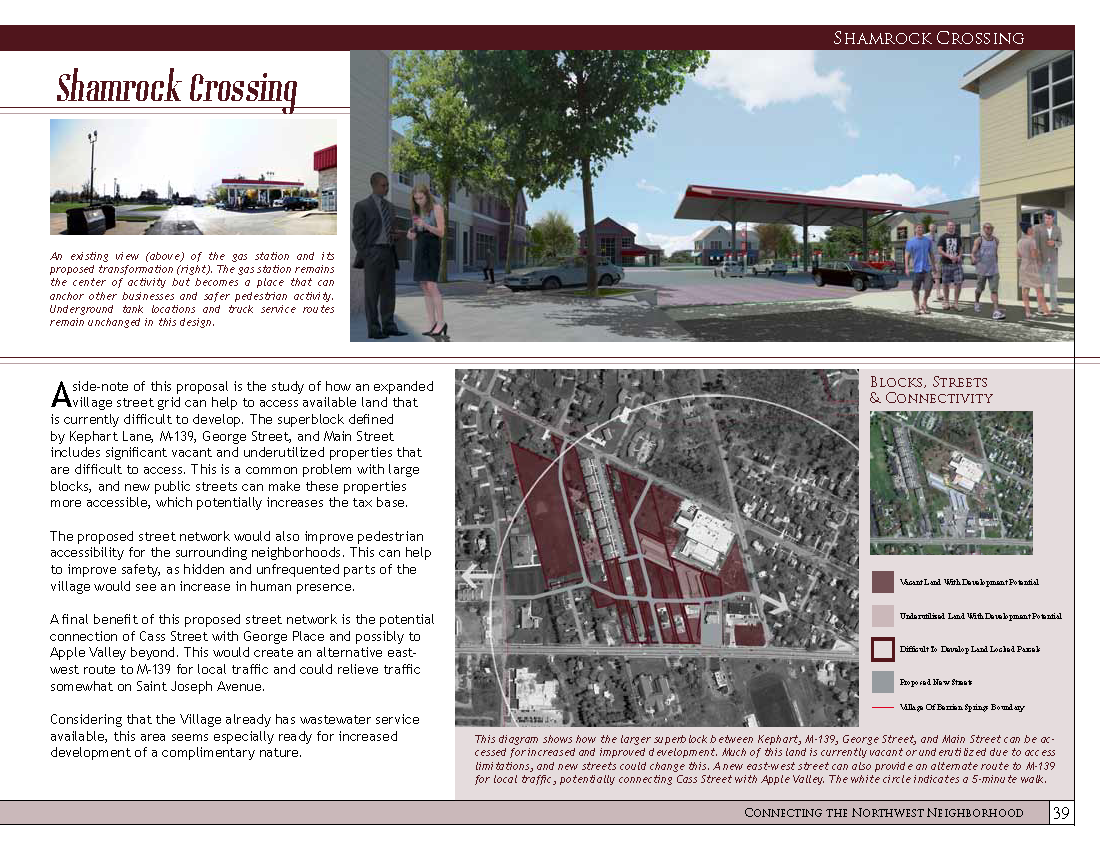 Shamrock Crossing
Shamrock Crossing
An existing view (above) of the gas station and its
proposed transformation (right). The gas station remains
the center of activity but becomes a place that can
anchor other businesses and safer pedestrian activity.
Underground tank locations and truck service routes
remain unchanged in this design.
A side-note of this proposal is the study of how an expanded
village street grid can help to access available land that
is currently difficult to develop. The superblock defined
by Kephart Lane, M-139, George Street, and Main Street
includes significant vacant and underutilized properties that
are difficult to access. This is a common problem with large
blocks, and new public streets can make these properties
more accessible, which potentially increases the tax base.
The proposed street network would also improve pedestrian
accessibility for the surrounding neighborhoods. This can help
to improve safety, as hidden and unfrequented parts of the
village would see an increase in human presence.
A final benefit of this proposed street network is the potential
connection of Cass Street with George Place and possibly to
Apple Valley beyond. This would create an alternative east-
west route to M-139 for local traffic and could relieve traffic
somewhat on Saint Joseph Avenue.
Considering that the Village already has wastewater service
available, this area seems especially ready for increased
development of a complimentary nature.
Blocks, Streets
& Connectivity
Vacant Land With Development Potential
Underutilized Land With Development Potential
Difficult To Develop Land Locked Parcels
Proposed New Streets
Village Of Berrien Springs Boundary
This diagram shows how the larger superblock between Kephart, M-139, George Street, and Main Street can be ac-
cessed for increased and improved development. Much of this land is currently vacant or underutilized due to access
limitations, and new streets could change this. A new east-west street can also provide an alternate route to M-139
for local traffic, potentially connecting Cass Street with Apple Valley. The white circle indicates a 5-minute walk.
Connecting the Northwest Neighborhood
39